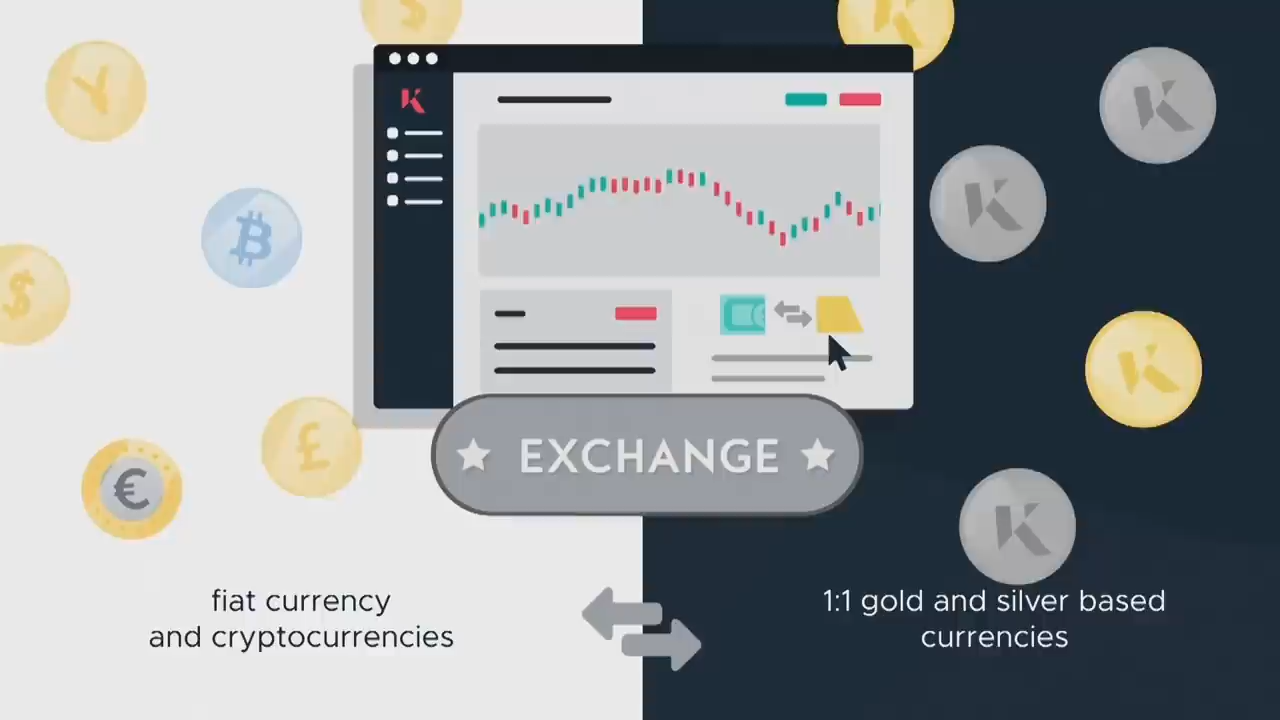 EXCHANGE
fiat currency
and cryptocurrencies
1:1 gold and silver based
currencies